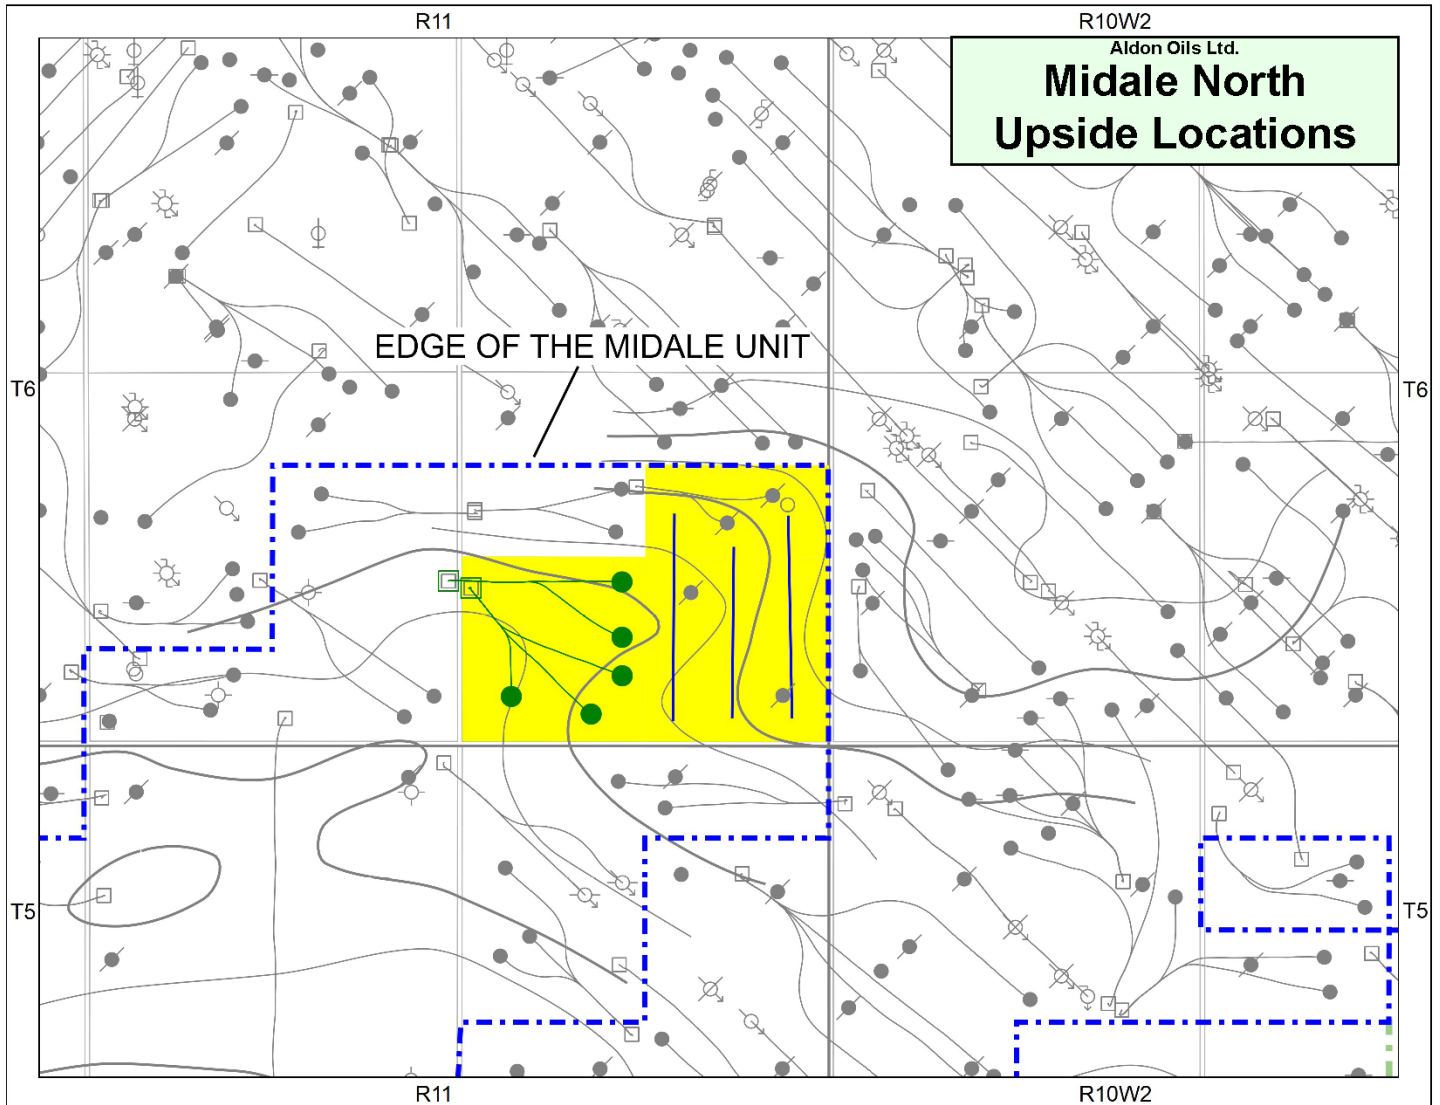 R11
R10W2
Aldon Oils Ltd.
Midale North
Upside Locations
EDGE OF THE MIDALE UNIT
T6
T6
T5
T5
R11
R10W2